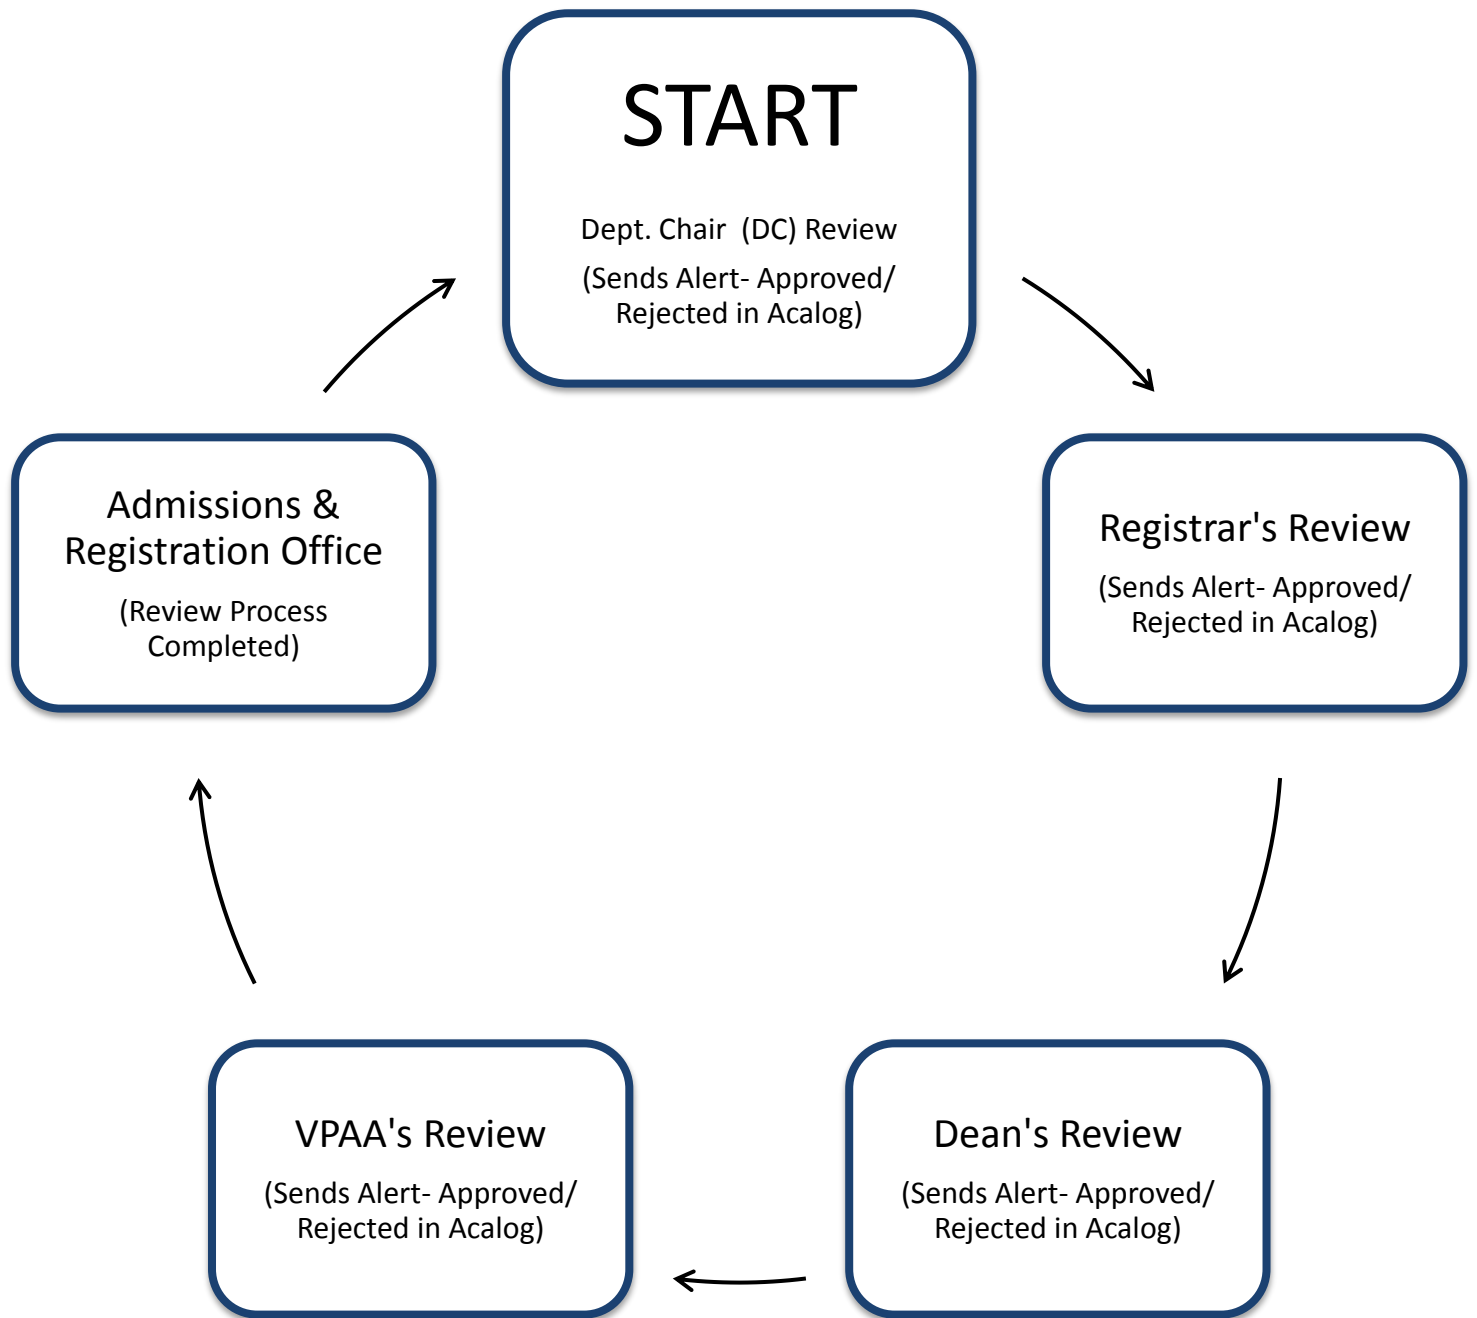 START
Dept. Chair  (DC) Review
(Sends Alert- Approved/
Rejected in Acalog)
Admissions &
Registration Office
(Review Process
Completed)
Registrar's Review
(Sends Alert- Approved/
Rejected in Acalog)
VPAA's Review
(Sends Alert- Approved/
Rejected in Acalog)
Dean's Review
(Sends Alert- Approved/
Rejected in Acalog)